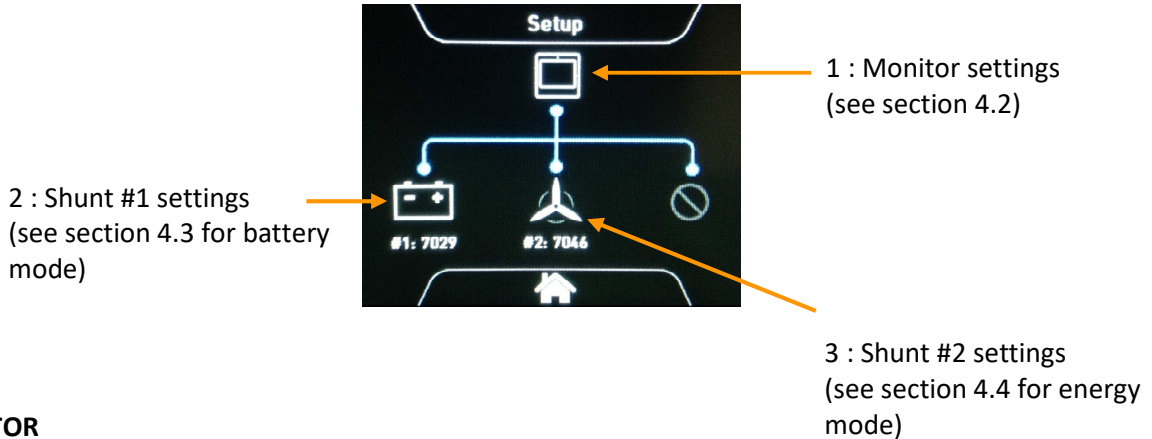 Setup
1 : Monitor settings
(see section 4.2)
2 : Shunt #1 settings
(see section 4.3 for battery
mode)
#1: 7029
#2: 7046
3 : Shunt #2 settings
(see section 4.4 for energy
mode)
TOR